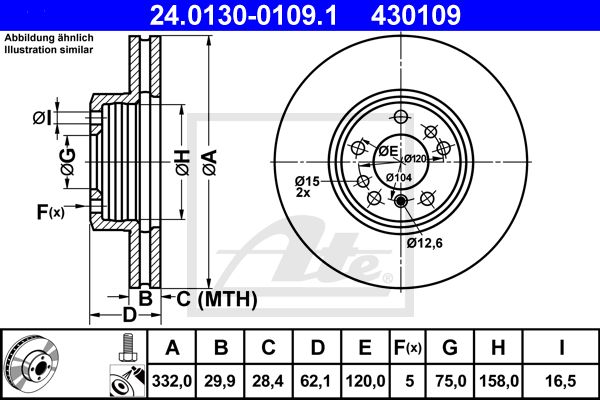 24.0130-0109.1 430109
Abbildung ähnlich
Illustration similar
ØI
ØG
F(x)
ØH
ØA
B
C (MTH)
D
ØE
Ø120
Ø104
Ø15
2x
Ø12,6
Ate
A B C D E F(x) G H I
332,0 29,9 28,4 62,1 120,0 5 75,0 158,0 16,5